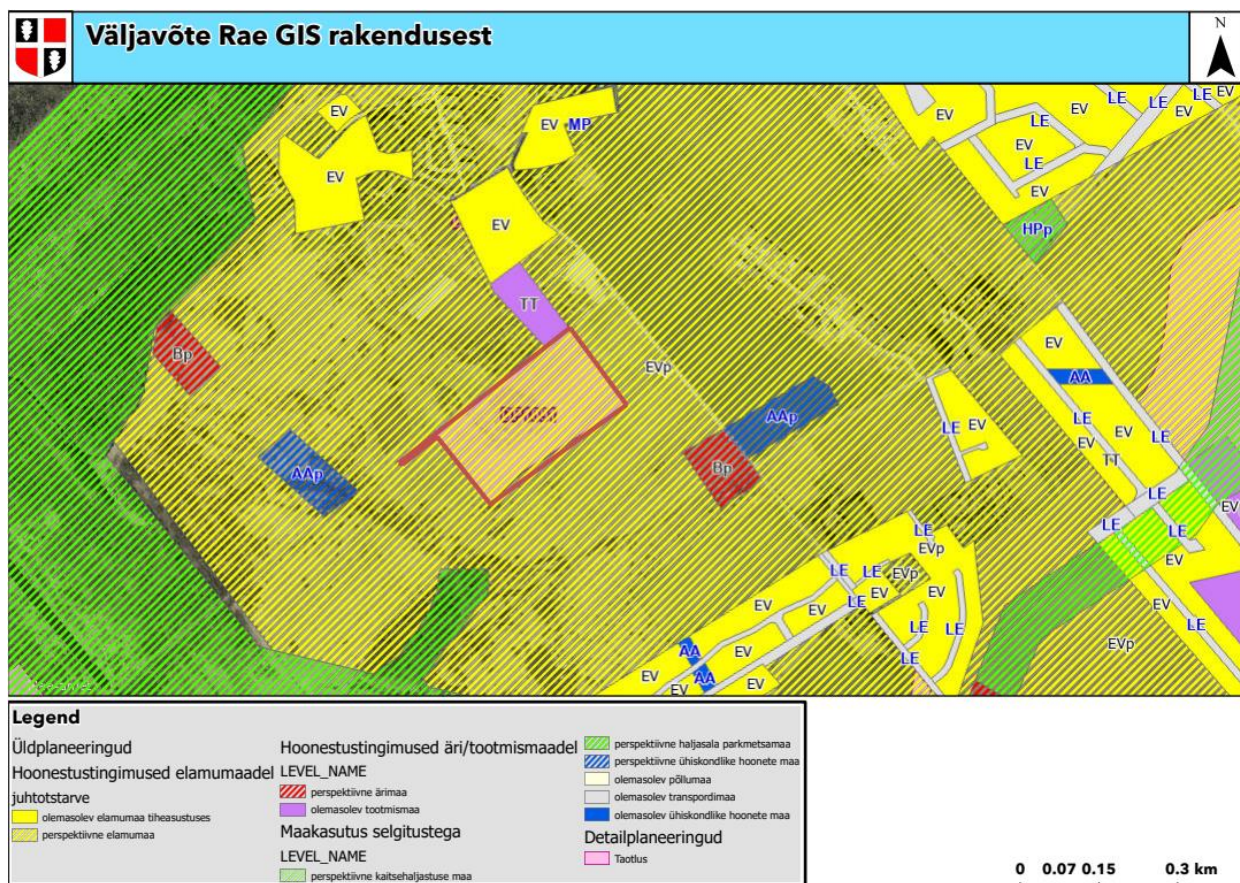 N
Väljavõte Rae GIS rakendusest
EV
EV
EV MP
EV
TT
Bp
EVp
AAp
AAp
Bp
EV
LE
LE
LE
EV
EV
LE
EV
EV
LE
EV
HPp
EV
AA
LE
EV
EV
LE
TT
LE
EV
LE
LE
LE
EV
EV
EV
LE
EVp
LE
EVp
LE
LE
EVp
EV
LE
EV
EV
EV
LE
LE
LE
AA
EV
EV
AA
EV
EV
Legend
Üldplaneeringud
Hoonestustingimused elamumaadel
juhtotstarve
olemasolev elamumaa tiheasustuses
perspektiivne elamumaa
Hoonestustingimused äri/tootmismaadel
LEVEL_NAME
perspektiivne ärimaa
olemasolev tootmismaa
Maakasutus selgitustega
LEVEL_NAME
perspektiivne kaitsehaljastuse maa
perspektiivne haljasala parkmetsamaa
perspektiivne ühiskondlike hoonete maa
olemasolev põllumaa
olemasolev transpordimaa
olemasolev ühiskondlike hoonete maa
Detailplaneeringud
Taotlus
0 0.07 0.15 0.3 km